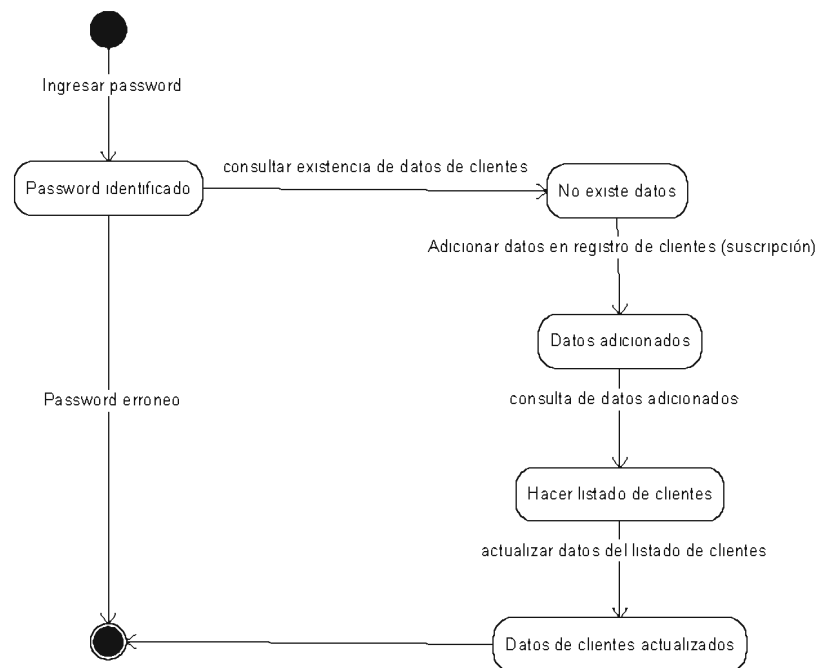 Ingresar password
consultar existencia de datos de clientes
Password identificado
No existe datos
Adicionar datos en registro de clientes (suscripción)
Datos adicionados
Password erroneo
consulta de datos adicionados
Hacer listado de clientes
actualizar datos del listado de clientes
Datos de clientes actualizados